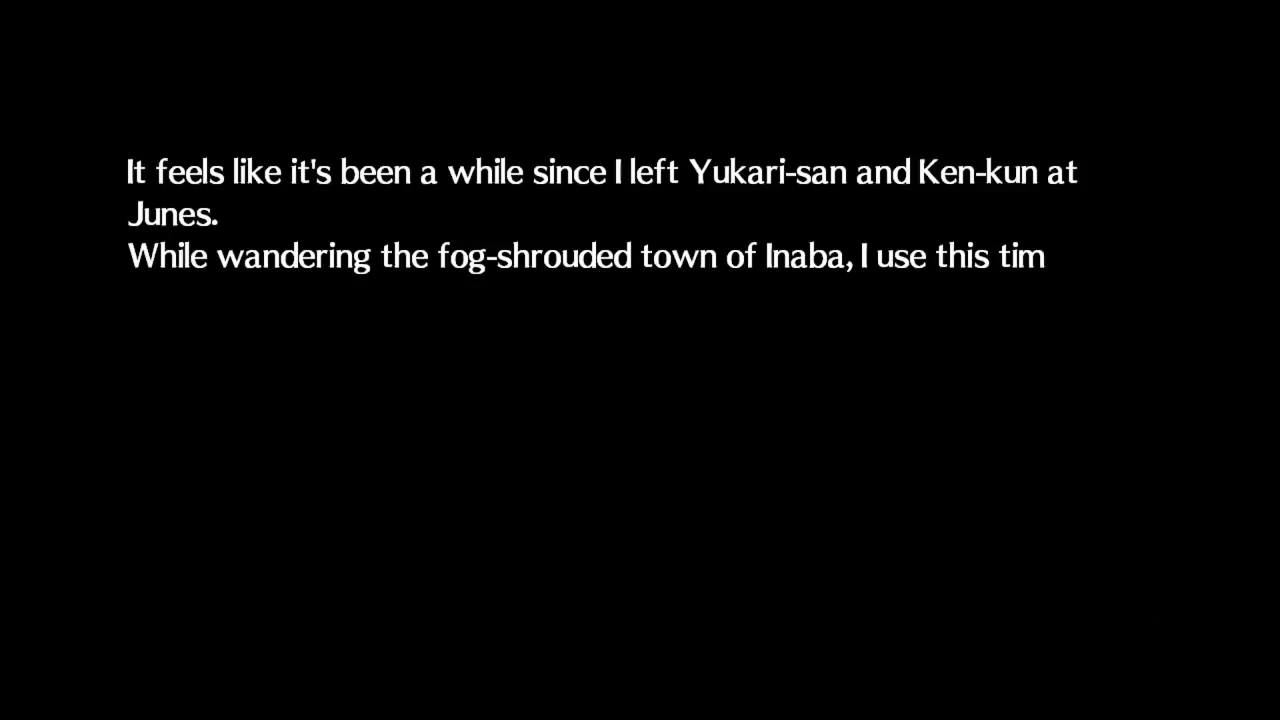 It feels like it's been a while since I left Yukari-san and Ken-kun at
Junes.
While wandering the fog-shrouded town of Inaba, I use this tim